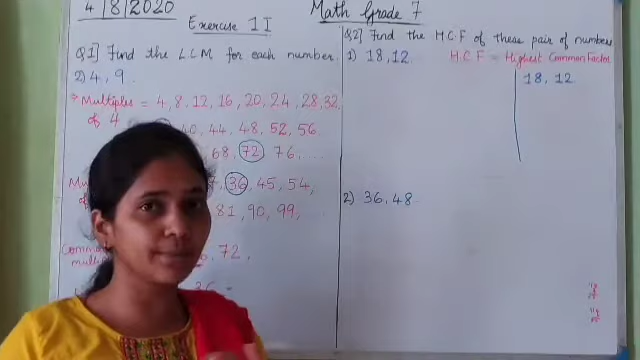 4/8/2020
Math Grade 7
Exercise 1I
Q1] Find the LCM for each number
2) 4, 9.
Multiples = 4, 8, 12, 16, 20, 24, 28, 32,
of 4
40, 44, 48, 52, 56
68, 72, 76, ...
36, 45, 54,
81, 90, 99, ...
72,
36
Q2] Find the H.C.F of these pair of numbers
1) 18, 12
H.C.F = Highest Common Factor
18, 12
2) 36, 48.